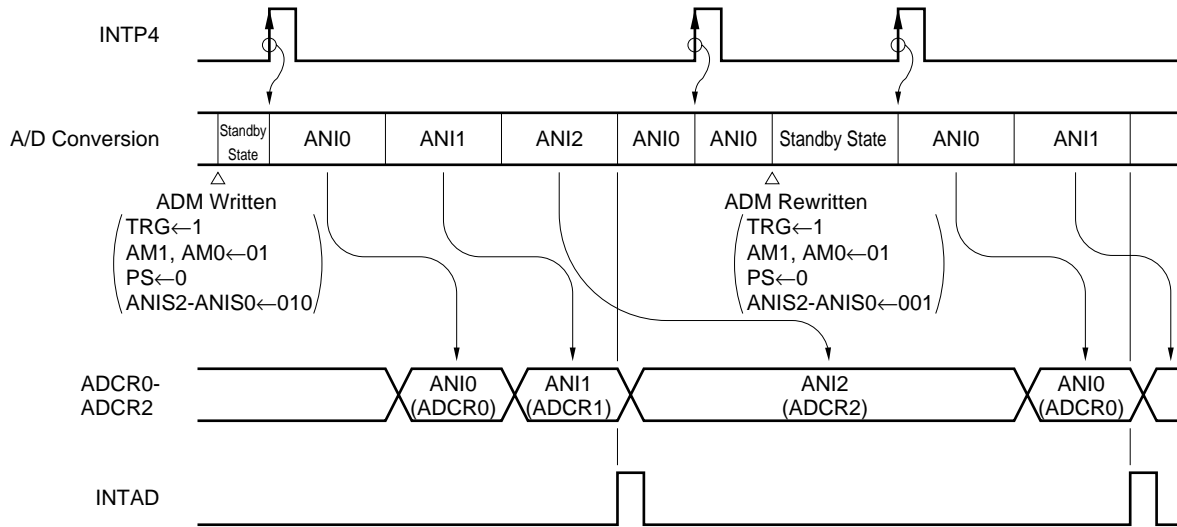 INTP4
A/D Conversion
Standby State
ANI0
ANI1
ANI2
ANI0
ANI0
Standby State
ANI0
ANI1
ADM Written
TRG←1
AM1, AM0←01
PS←0
ANIS2-ANIS0←010
ADM Rewritten
TRG←1
AM1, AM0←01
PS←0
ANIS2-ANIS0←001
ADCR0-
ADCR2
ANI0
(ADCR0)
ANI1
(ADCR1)
ANI2
(ADCR2)
ANI0
(ADCR0)
INTAD